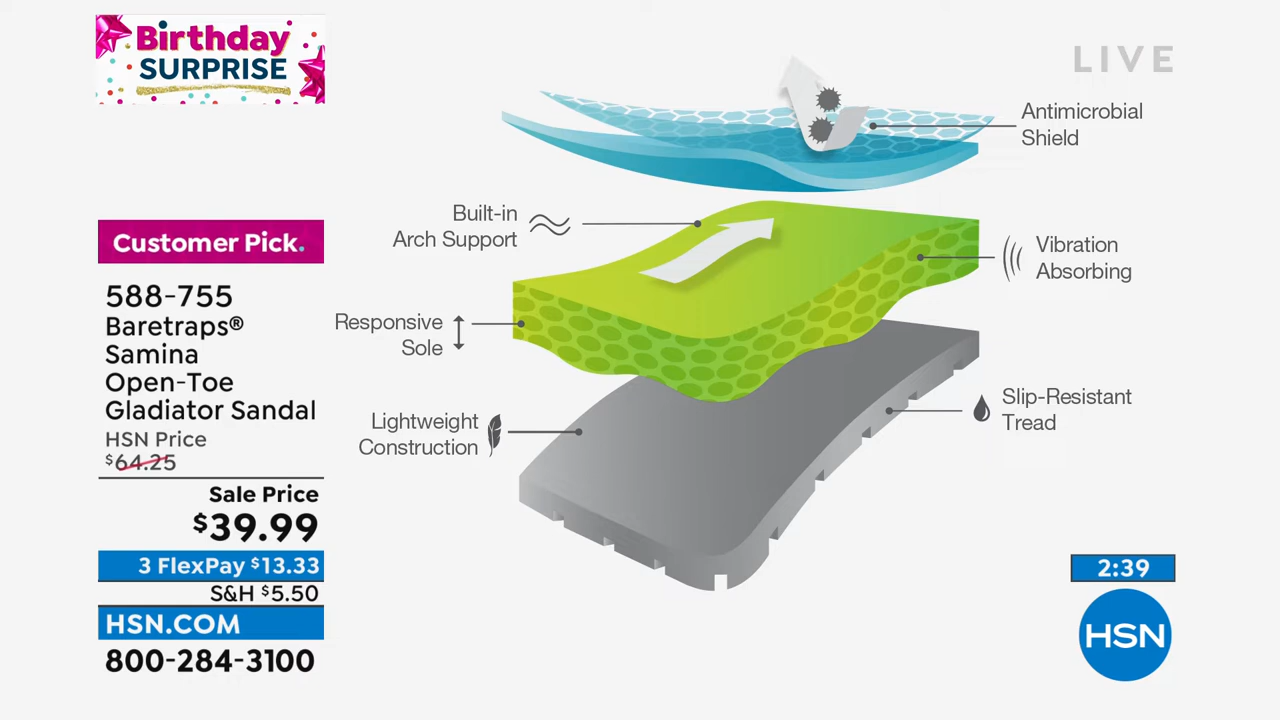 Birthday
SURPRISE
LIVE
Customer Pick.
588-755
Baretraps®
Samina
Open-Toe
Gladiator Sandal
HSN Price
$64.25
Sale Price
$39.99
3 FlexPay $13.33
S&H $5.50
HSN.COM
800-284-3100
Antimicrobial
Shield
Built-in
Arch Support
Vibration
Absorbing
Responsive
Sole
Lightweight
Construction
Slip-Resistant
Tread
2:39
HSN